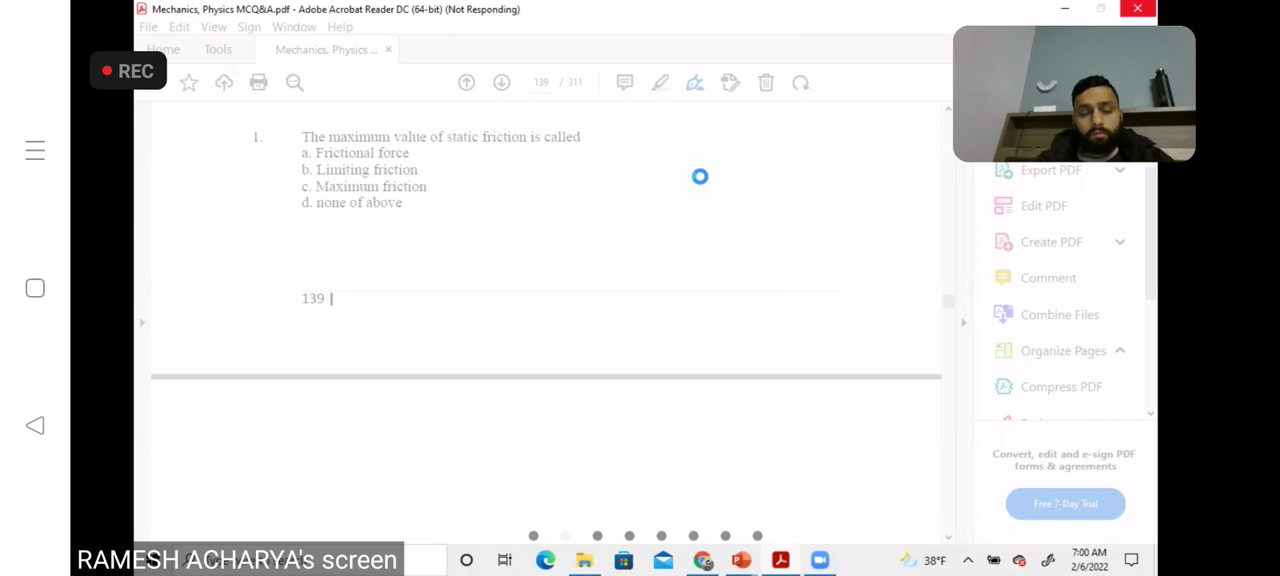 Mechanics, Physics MCQ&A.pdf - Adobe Acrobat Reader DC (64-bit) (Not Responding)
File Edit View Sign Window Help
Home Tools Mechanics, Physics ... ×
REC
139 / 311
1. The maximum value of static friction is called
a. Frictional force
b. Limiting friction
c. Maximum friction
d. none of above
139 |
Export PDF
Edit PDF
Create PDF
Comment
Combine Files
Organize Pages
Compress PDF
Convert, edit and e-sign PDF
forms & agreements
Free 7-Day Trial
RAMESH ACHARYA's screen
38°F
7:00 AM
2/6/2022